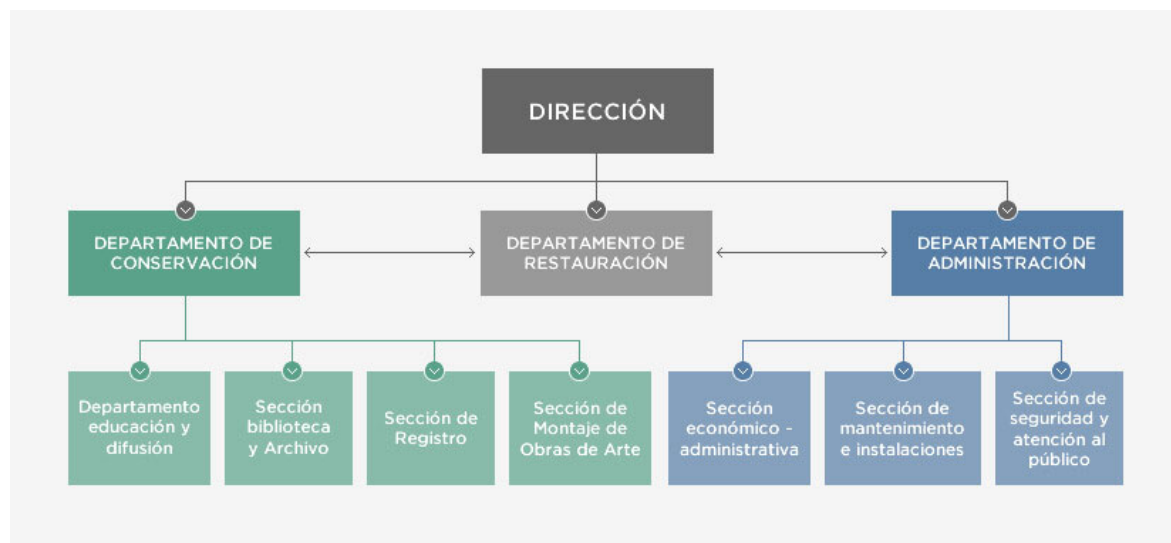 DIRECCIÓN
DEPARTAMENTO DE
CONSERVACIÓN
DEPARTAMENTO DE
RESTAURACIÓN
DEPARTAMENTO DE
ADMINISTRACIÓN
Departamento
educación y
difusión
Sección
biblioteca
y Archivo
Sección de
Registro
Sección de
Montaje de
Obras de Arte
Sección
económico -
administrativa
Sección de
mantenimiento
e instalaciones
Sección de
seguridad y
atención al
público